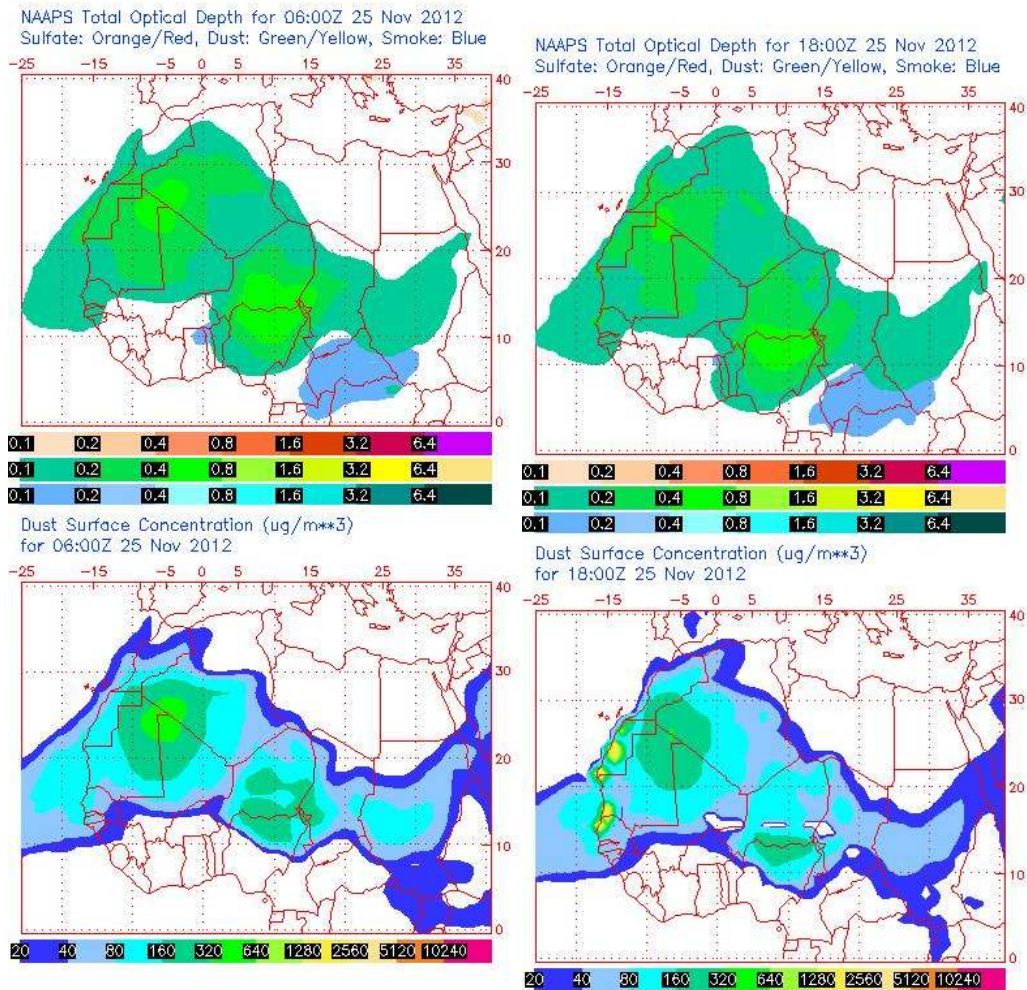 NAAPS Total Optical Depth for 06:00Z 25 Nov 2012
Sulfate: Orange/Red, Dust: Green/Yellow, Smoke: Blue
-25 -15 -10 -5 0 5 10 15 25 35
40
30
20
10
0
0.1 0.2 0.4 0.8 1.6 3.2 6.4
0.1 0.2 0.4 0.8 1.6 3.2 6.4
0.1 0.2 0.4 0.8 1.6 3.2 6.4
NAAPS Total Optical Depth for 18:00Z 25 Nov 2012
Sulfate: Orange/Red, Dust: Green/Yellow, Smoke: Blue
-25 -15 -10 -5 0 5 10 15 25 35
40
30
20
10
0
0.1 0.2 0.4 0.8 1.6 3.2 6.4
0.1 0.2 0.4 0.8 1.6 3.2 6.4
0.1 0.2 0.4 0.8 1.6 3.2 6.4
Dust Surface Concentration (ug/m**3)
for 06:00Z 25 Nov 2012
-25 -15 -10 -5 0 5 10 15 25 35
40
30
20
10
0
20 40 80 160 320 640 1280 2560 5120 10240
Dust Surface Concentration (ug/m**3)
for 18:00Z 25 Nov 2012
-25 -15 -10 -5 0 5 10 15 25 35
40
30
20
10
0
20 40 80 160 320 640 1280 2560 5120 10240